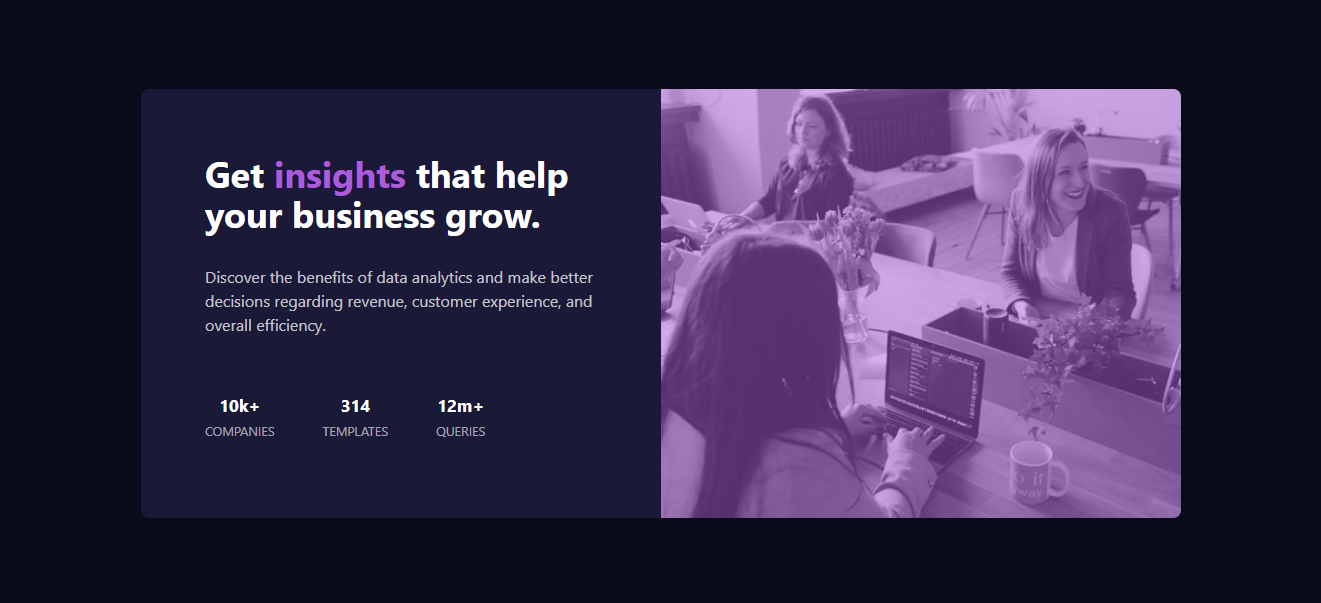 Get insights that help
your business grow.
Discover the benefits of data analytics and make better
decisions regarding revenue, customer experience, and
overall efficiency.
10k+ 314 12m+
COMPANIES TEMPLATES QUERIES